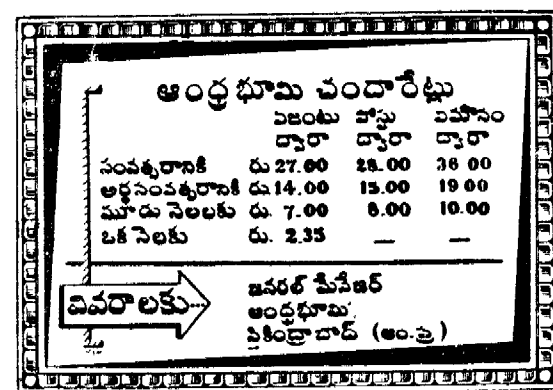 ఆంధ్రభూమి చందారేట్లు
ఏజంటు పోస్టు విమానం
ద్వారా ద్వారా ద్వారా
సంవత్సరానికి రు 27.00 28.00 36 00
అర్ధసంవత్సరానికి రు.14.00 15.00 19 00
మూడు నెలలకు రు. 7.00 8.00 10.00
ఒక నెలకు రు. 2.35 — —
వివరాలకు
జనరల్ మేనేజర్
ఆంధ్రభూమి
సికింద్రాబాద్ (ఆం.ప్ర)